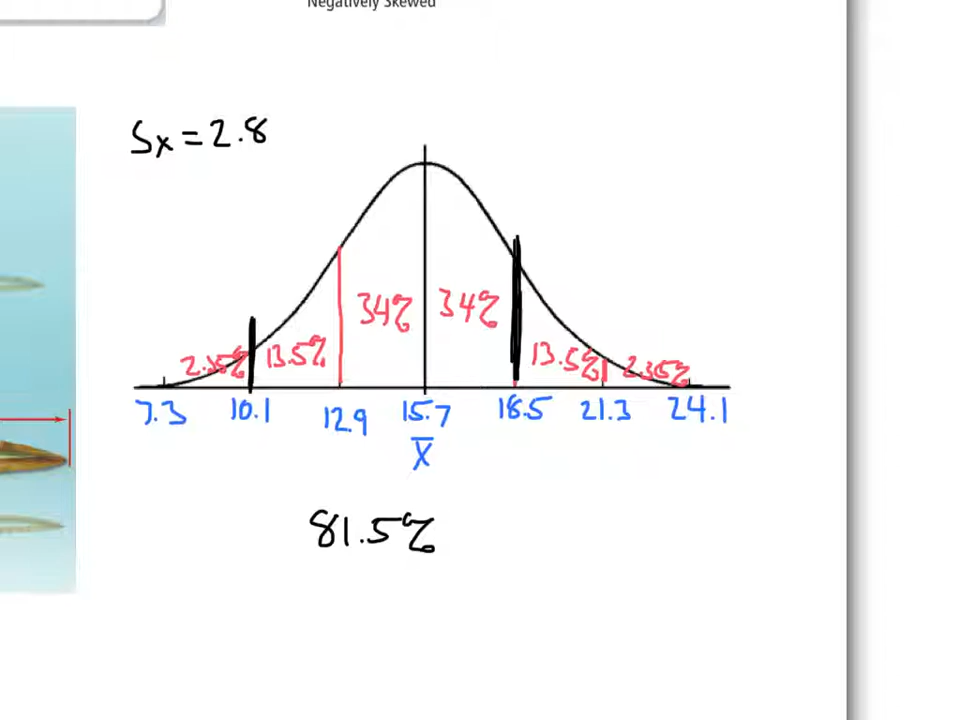 Negatively Skewed
Sx = 2.8
34% 34%
2.35% 13.5% 13.5% 2.35%
7.3 10.1 12.9 15.7 18.5 21.3 24.1
X̅
81.5%